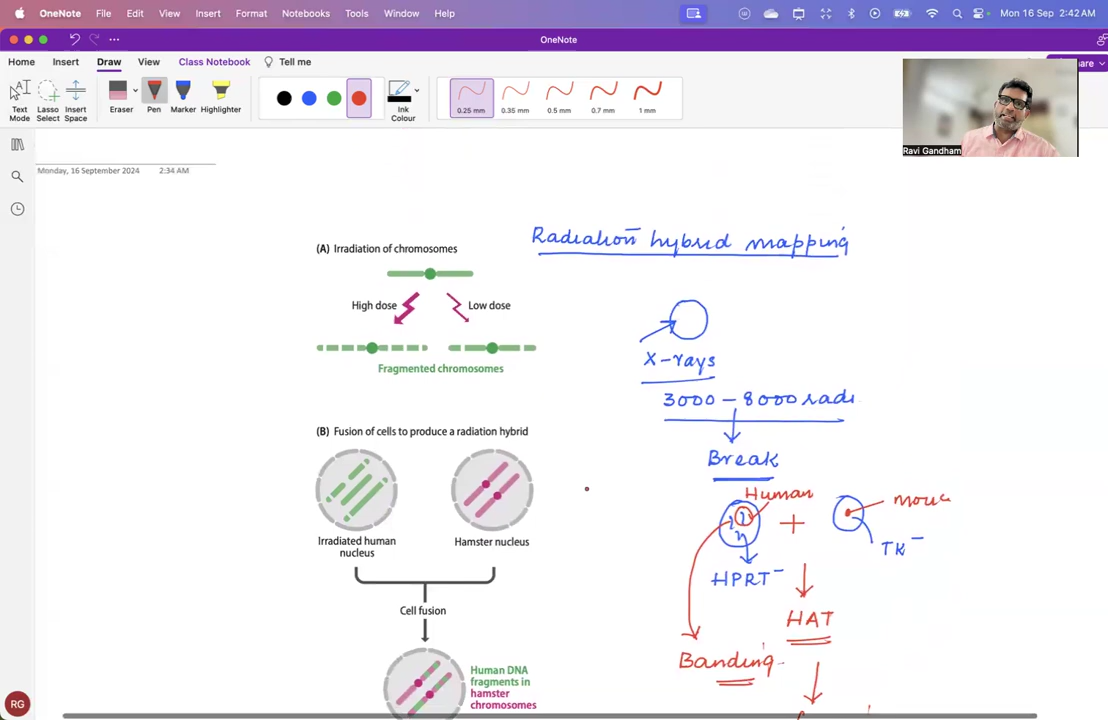 OneNote File Edit View Insert Format Notebooks Tools Window Help Mon 16 Sep 2:42 AM
OneNote
Home Insert Draw View Class Notebook Tell me
Text Mode Lasso Select Insert Space Eraser Pen Marker Highlighter Ink Colour 0.25 mm 0.35 mm 0.5 mm 0.7 mm 1 mm
Ravi Gandham
Monday, 16 September 2024 2:34 AM
Radiation hybrid mapping
(A) Irradiation of chromosomes
High dose Low dose
Fragmented chromosomes
X-rays
3000 - 8000 rads
Break
(B) Fusion of cells to produce a radiation hybrid
Human
+
mouse
TK-
HPRT-
Irradiated human nucleus
Hamster nucleus
Cell fusion
HAT
Banding
Human DNA
fragments in
hamster
chromosomes
RG